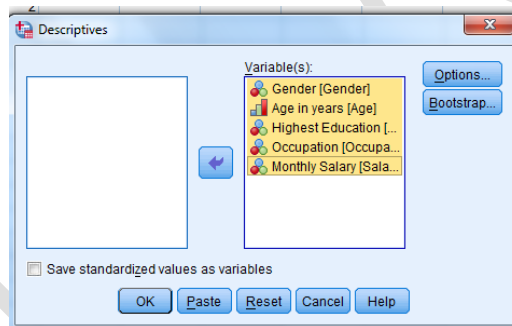 2
Descriptives
Variable(s):
Gender [Gender]
Age in years [Age]
Highest Education [...
Occupation [Occupa...
Monthly Salary [Sala...
Options...
Bootstrap...
Save standardized values as variables
OK Paste Reset Cancel Help